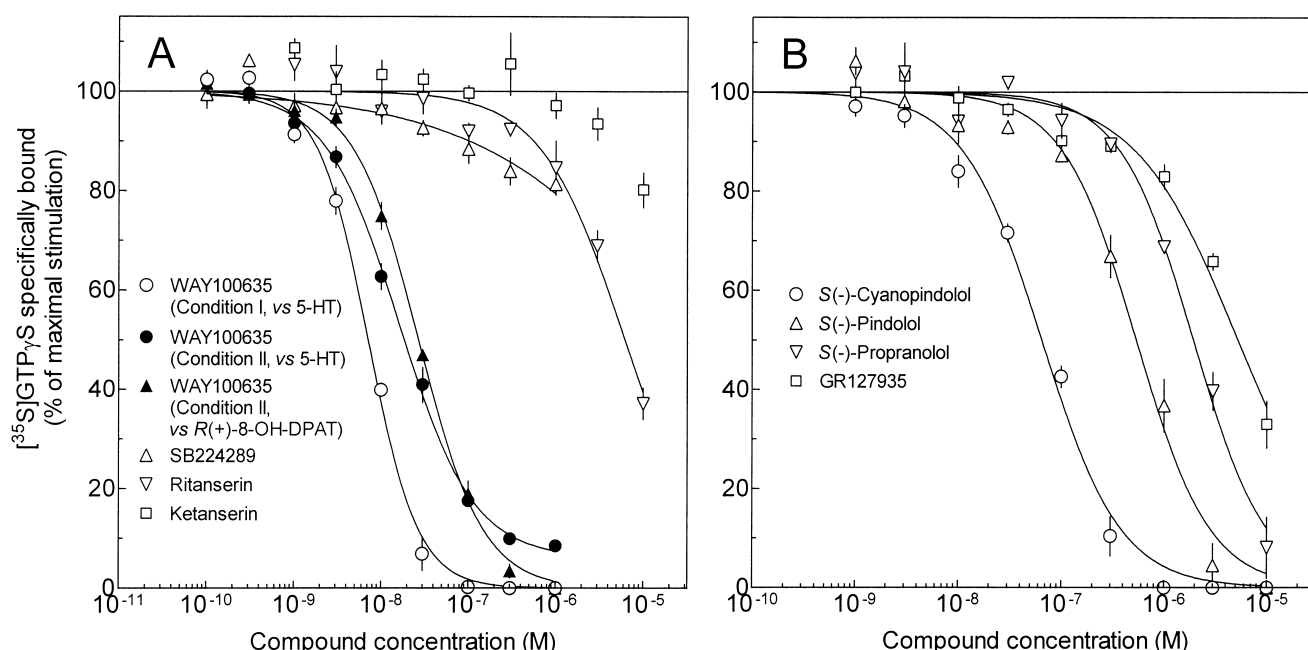 [³⁵S]GTPγS specifically bound
(% of maximal stimulation)
A
100
80
60
40
20
0
10⁻¹¹ 10⁻¹⁰ 10⁻⁹ 10⁻⁸ 10⁻⁷ 10⁻⁶ 10⁻⁵
Compound concentration (M)
WAY100635
(Condition I, vs 5-HT)
WAY100635
(Condition II, vs 5-HT)
WAY100635
(Condition II,
vs R(+)-8-OH-DPAT)
SB224289
Ritanserin
Ketanserin
B
100
80
60
40
20
0
10⁻¹⁰ 10⁻⁹ 10⁻⁸ 10⁻⁷ 10⁻⁶ 10⁻⁵
Compound concentration (M)
S(-)-Cyanopindolol
S(-)-Pindolol
S(-)-Propranolol
GR127935